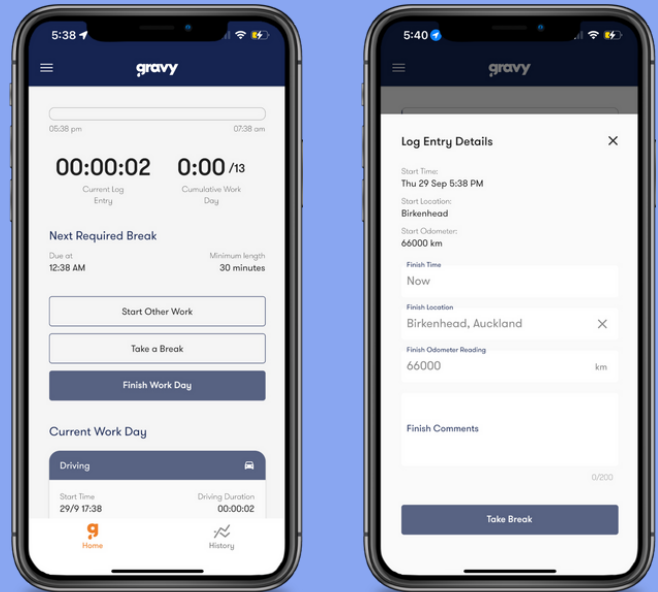 5:38
gravy
05:38 pm
07:38 am
00:00:02
0:00 /13
Current Log
Entry
Cumulative Work
Day
Next Required Break
Due at
Minimum length
12:38 AM
30 minutes
Start Other Work
Take a Break
Finish Work Day
Current Work Day
Driving
Start Time
Driving Duration
29/9 17:38
00:00:02
g
Home
History
5:40
gravy
Log Entry Details
Start Time:
Thu 29 Sep 5:38 PM
Start Location:
Birkenhead
Start Odometer:
66000 km
Finish Time
Now
Finish Location
Birkenhead, Auckland
Finish Odometer Reading
66000
km
Finish Comments
0/200
Take Break